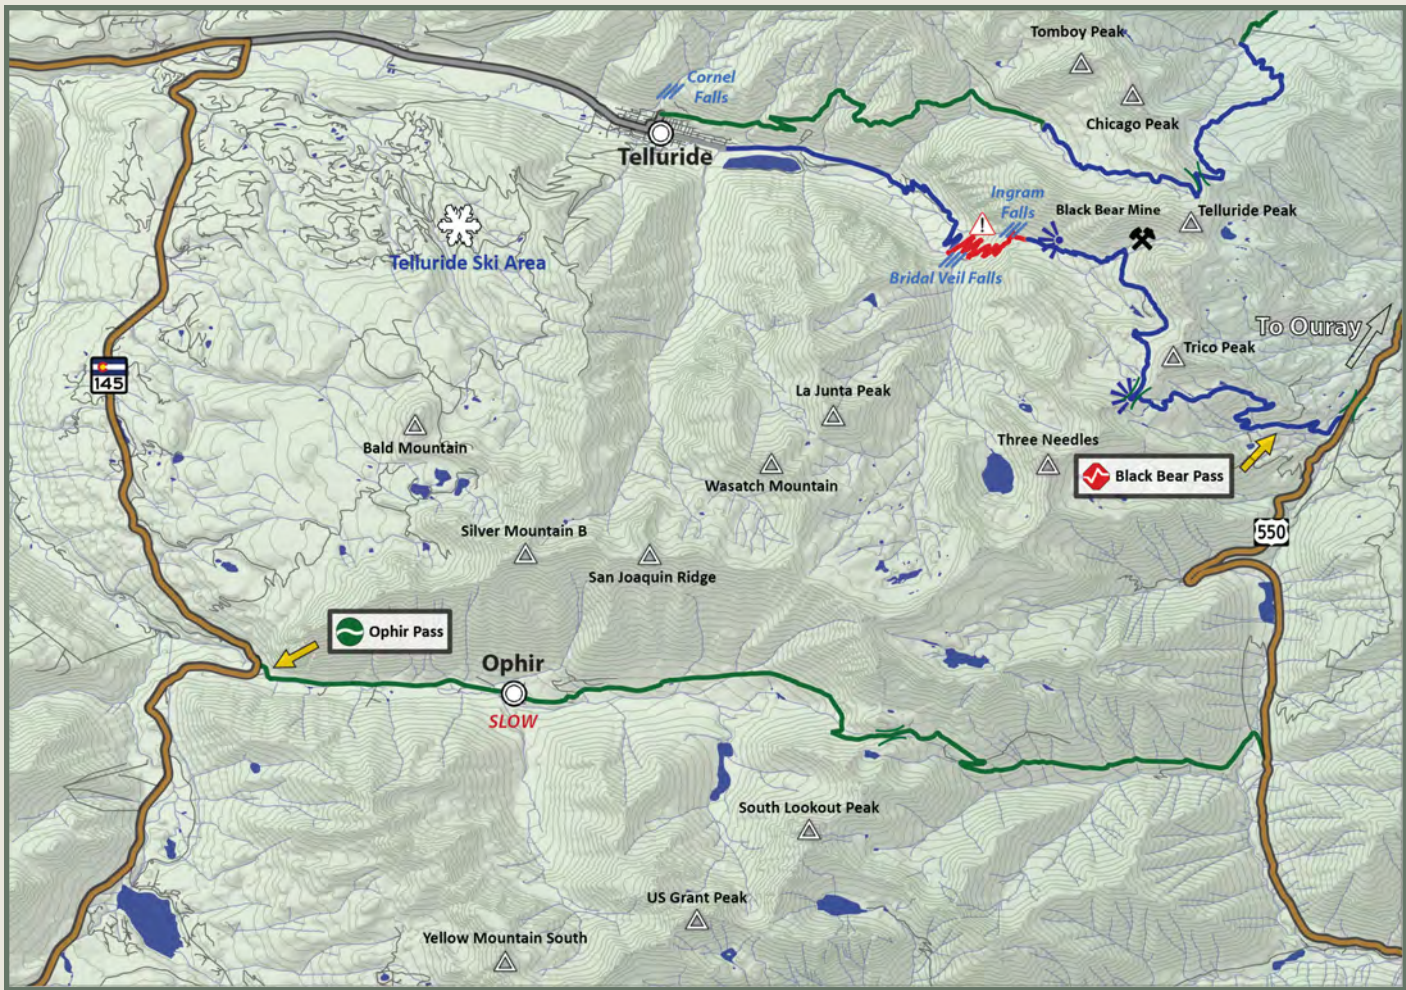 Tomboy Peak
Cornel
Falls
Chicago Peak
Telluride
Ingram
Falls
Black Bear Mine
Telluride Peak
!
Telluride Ski Area
Bridal Veil Falls
To Ouray
Trico Peak
145
La Junta Peak
Bald Mountain
Three Needles
Black Bear Pass
Wasatch Mountain
Silver Mountain B
550
San Joaquin Ridge
Ophir Pass
Ophir
SLOW
South Lookout Peak
US Grant Peak
Yellow Mountain South